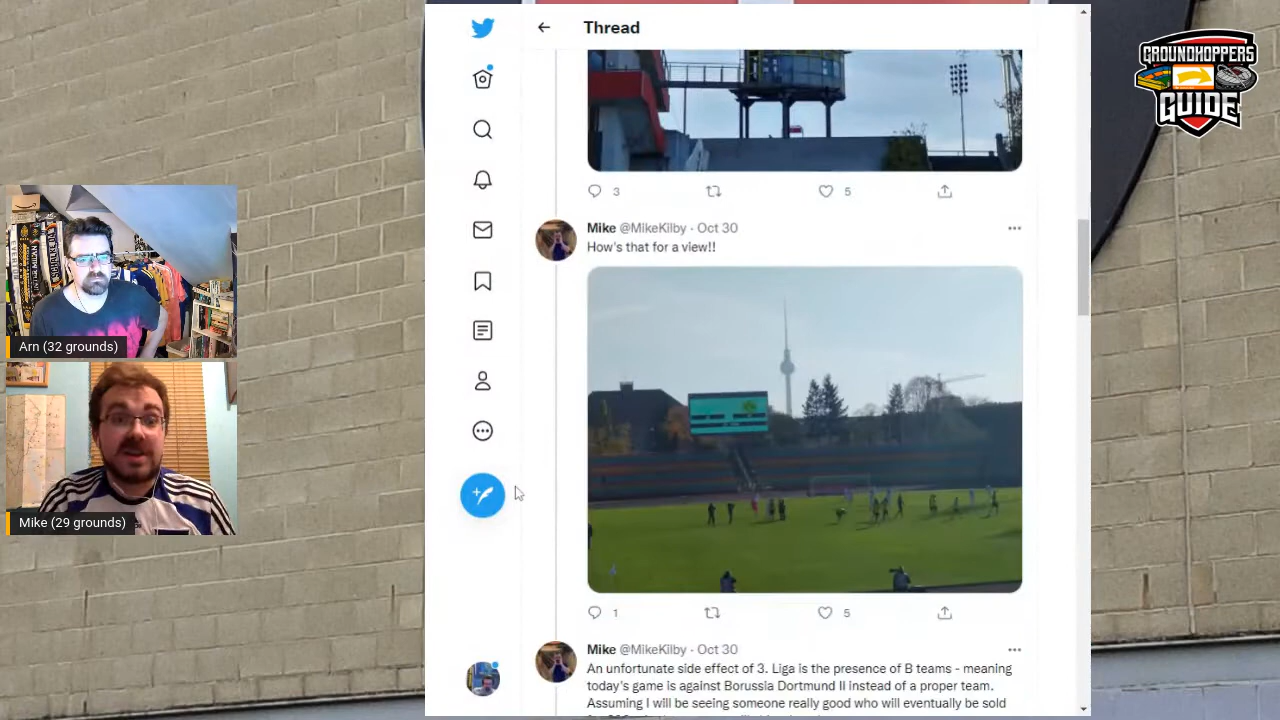 Thread
3
5
Mike @MikeKilby · Oct 30
How's that for a view!!
1
5
Mike @MikeKilby · Oct 30
An unfortunate side effect of 3. Liga is the presence of B teams - meaning
today's game is against Borussia Dortmund II instead of a proper team.
Assuming I will be seeing someone really good who will eventually be sold
GROUNDHOPPERS
GUIDE
Arn (32 grounds)
Mike (29 grounds)